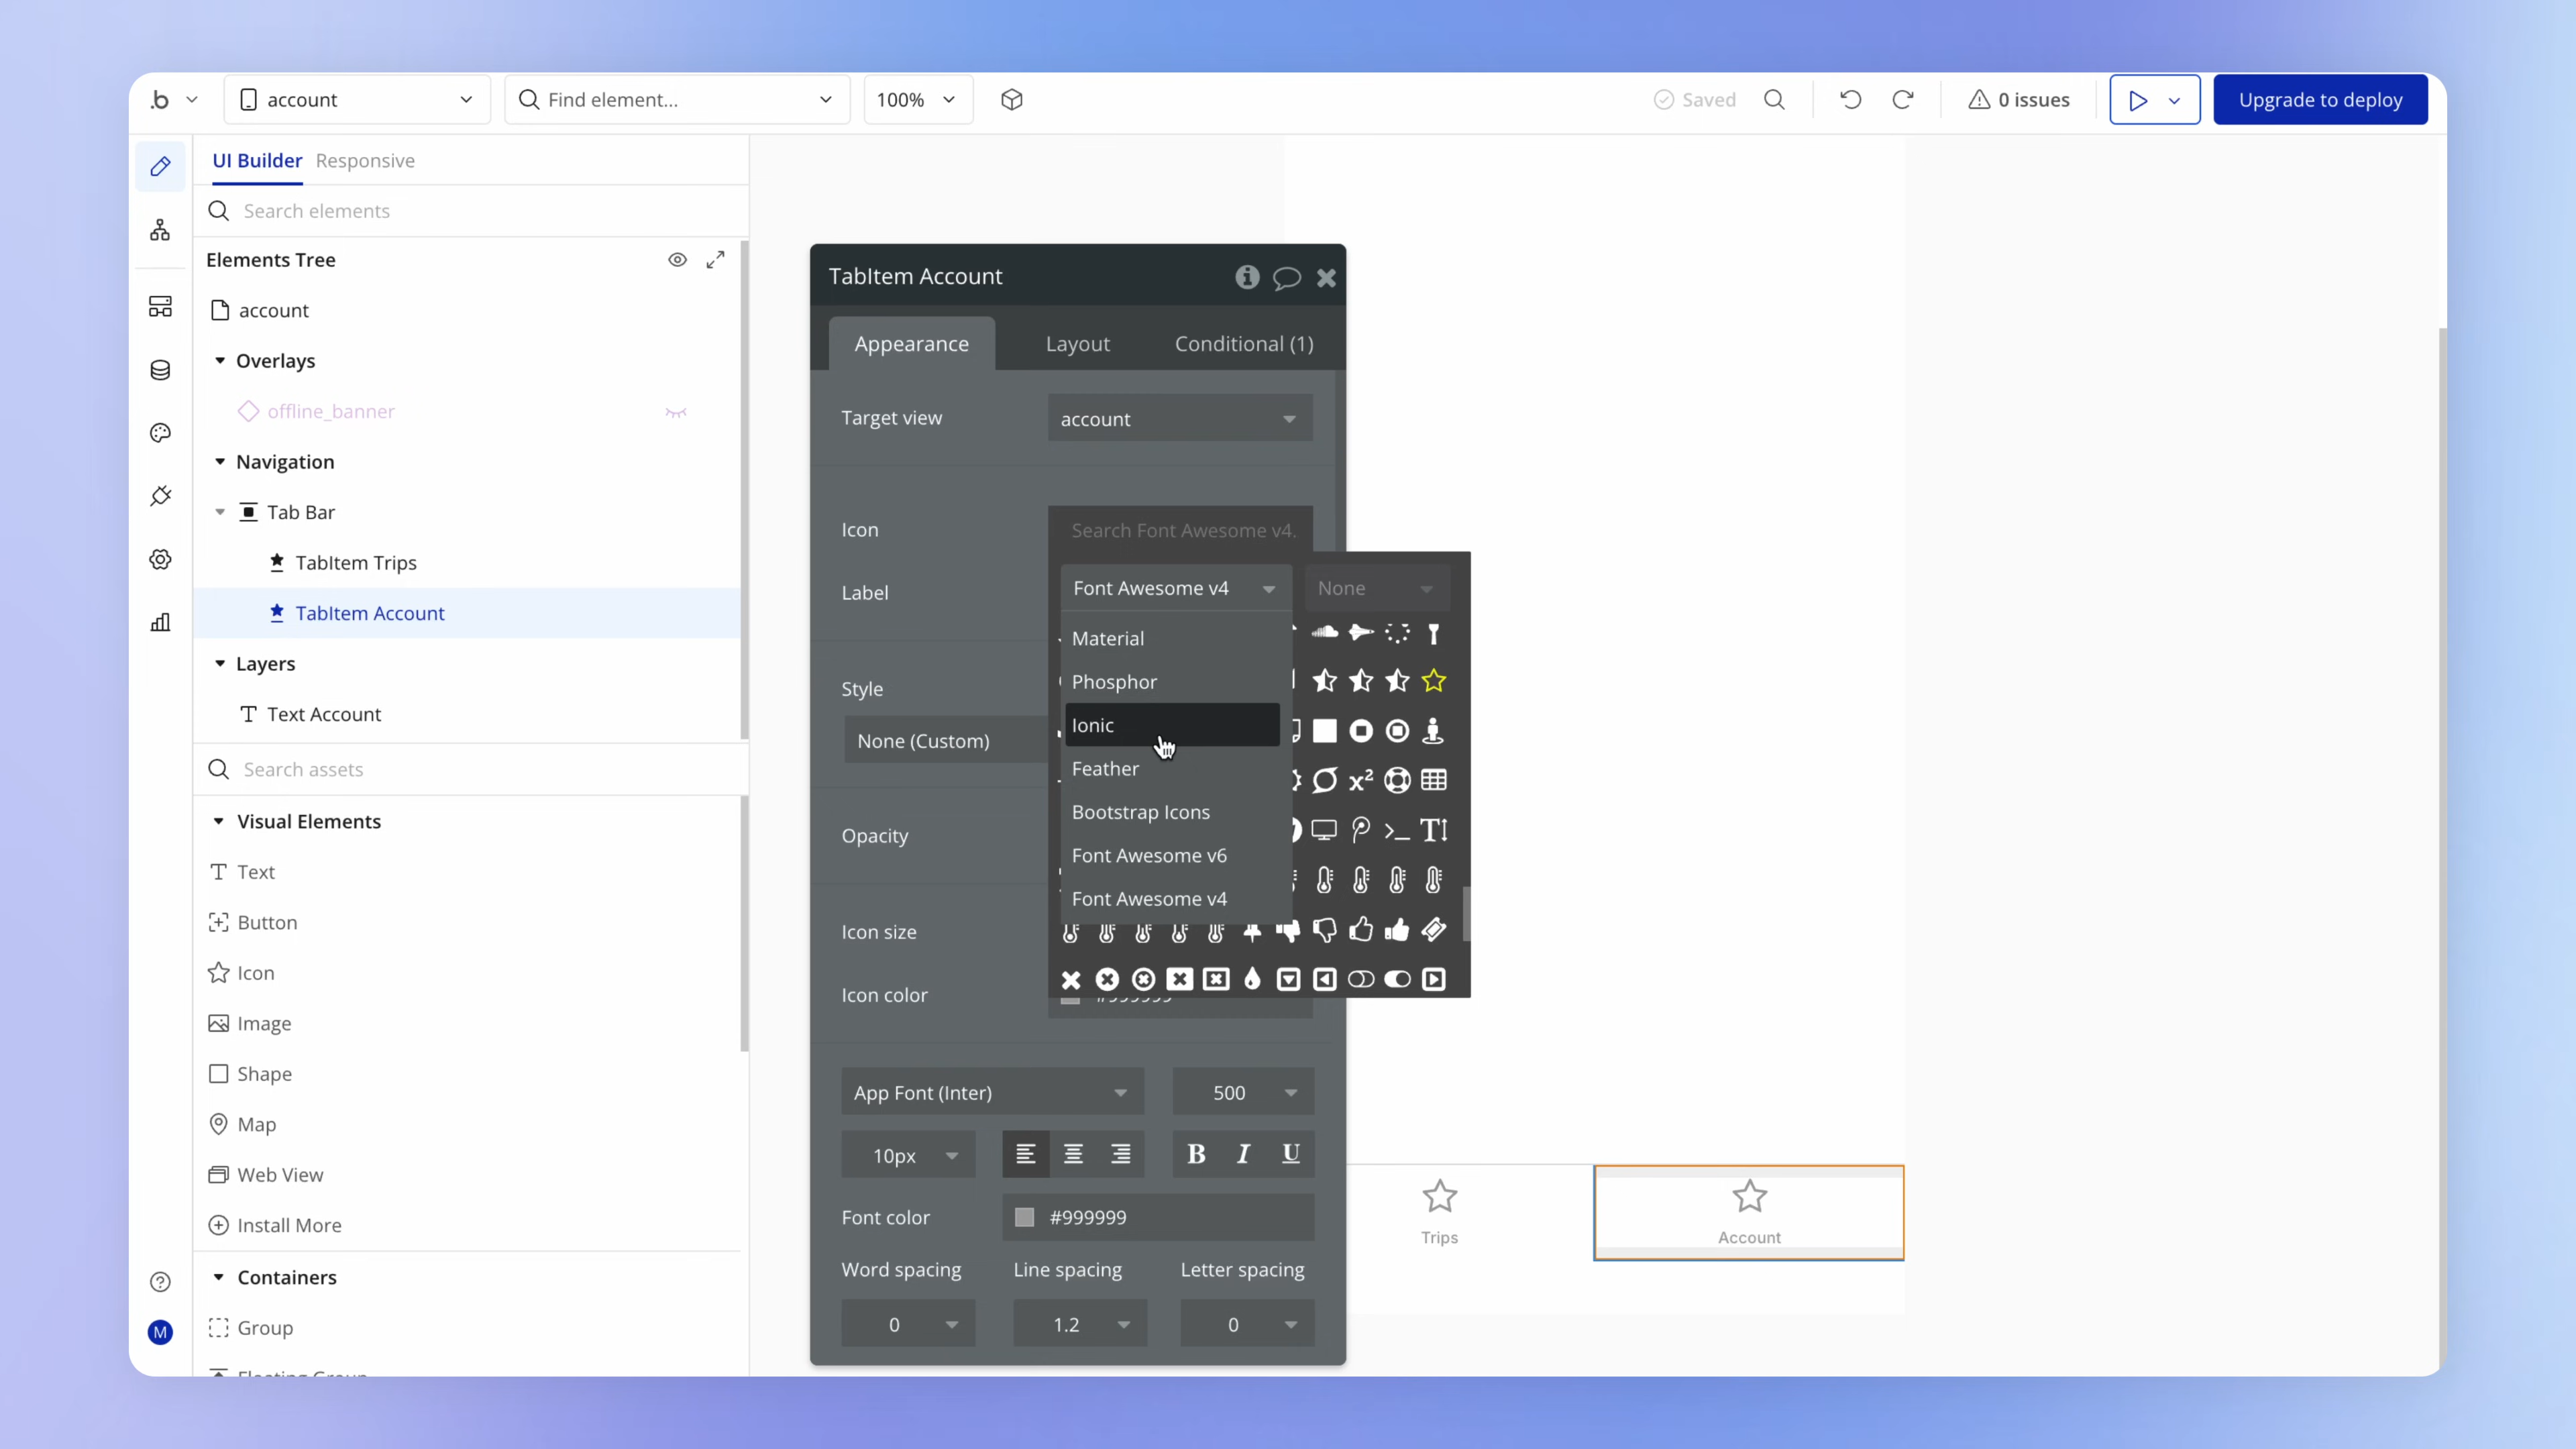 .b
account
Find element...
100%
Saved
0 issues
Upgrade to deploy
UI Builder
Responsive
Search elements
Elements Tree
account
Overlays
offline_banner
Navigation
Tab Bar
TabItem Trips
TabItem Account
Layers
Text Account
Search assets
Visual Elements
Text
Button
Icon
Image
Shape
Map
Web View
Install More
Containers
Group
Floating Group
M
TabItem Account
Appearance
Layout
Conditional (1)
Target view
account
Icon
Search Font Awesome v4.
Label
Font Awesome v4
None
Material
Phosphor
Ionic
Feather
Bootstrap Icons
Font Awesome v6
Font Awesome v4
Style
None (Custom)
Opacity
Icon size
Icon color
#999999
App Font (Inter)
500
10px
B I U
Font color
#999999
Word spacing
Line spacing
Letter spacing
0
1.2
0
Trips
Account